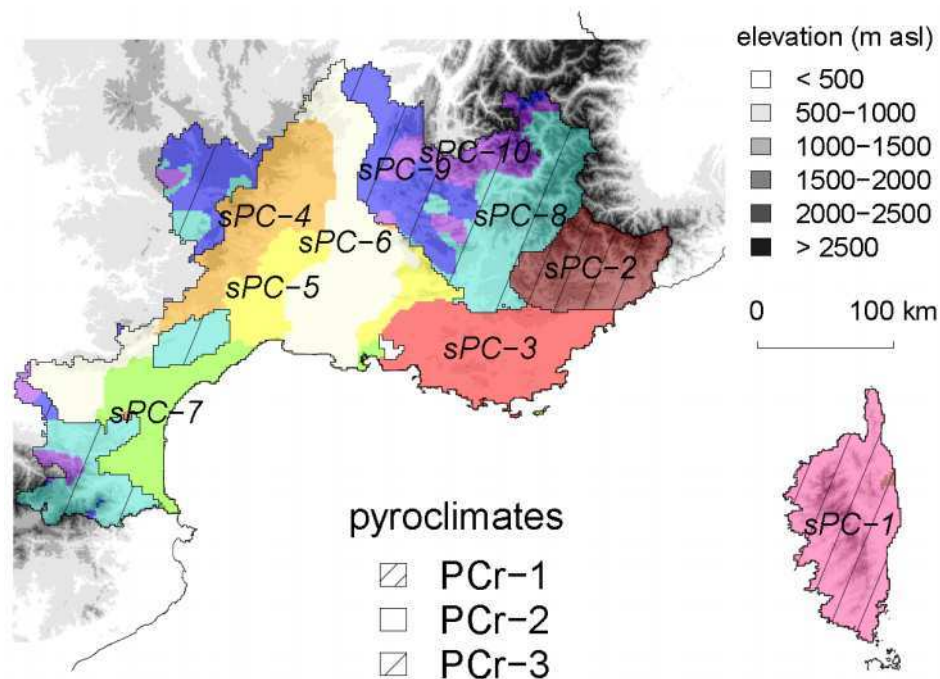 elevation (m asl)
< 500
500−1000
1000−1500
1500−2000
2000−2500
> 2500
0 100 km
sPC−10
sPC−9
sPC−4
sPC−8
sPC−6
sPC−2
sPC−5
sPC−3
sPC−7
sPC−1
pyroclimates
PCr−1
PCr−2
PCr−3